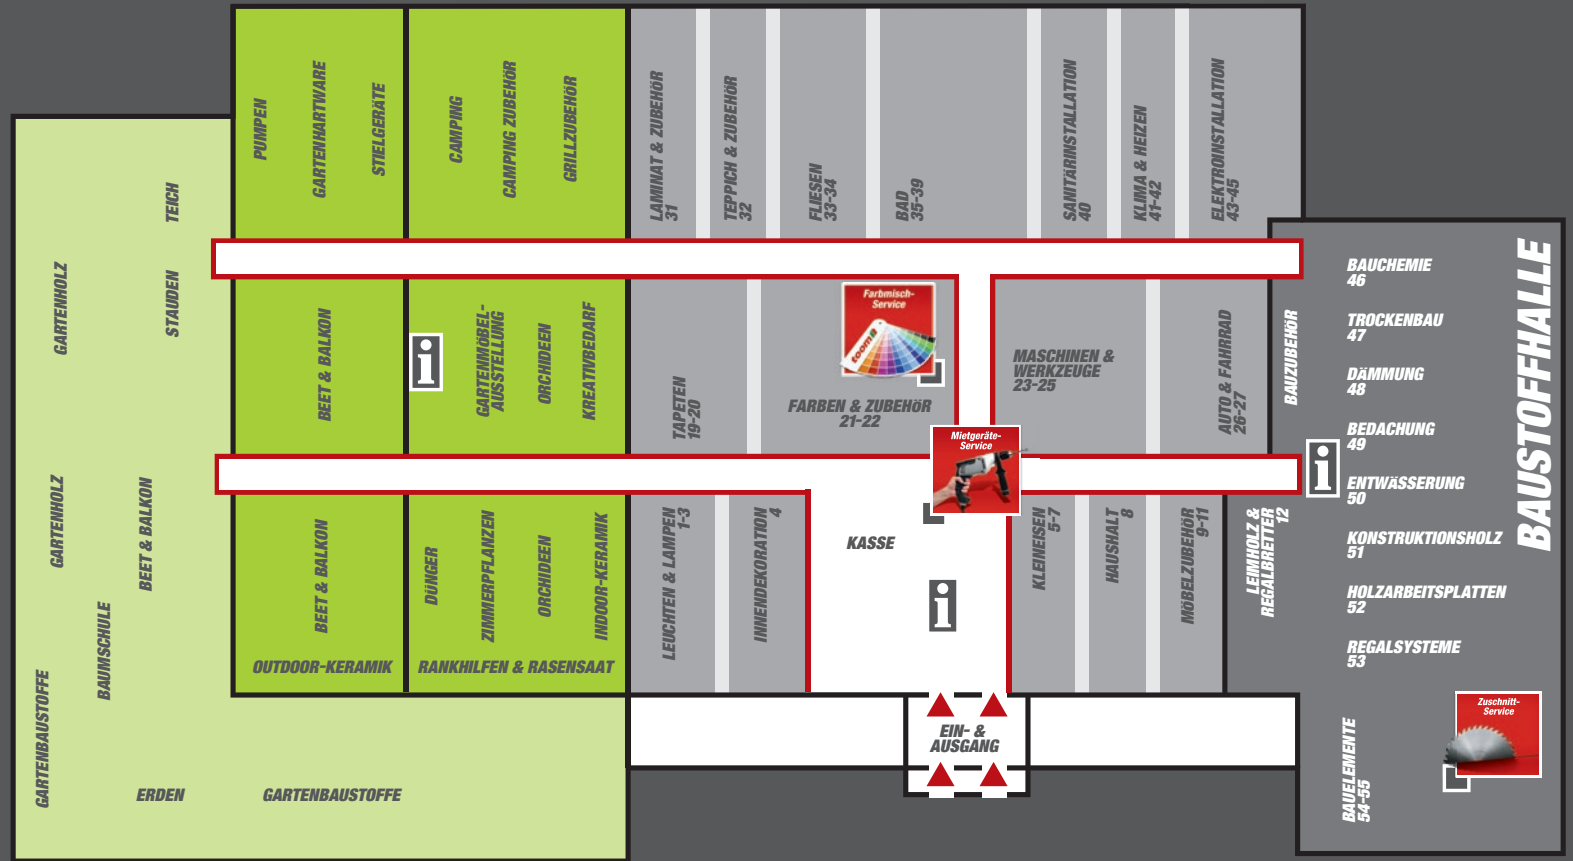 PUMPEN
GARTENHARTWARE
STIELGERÄTE
CAMPING
CAMPING ZUBEHÖR
GRILLZUBEHÖR
LAMINAT & ZUBEHÖR
31
TEPPICH & ZUBEHÖR
32
FLIESEN
33-34
BAD
35-39
SANITÄRINSTALLATION
40
KLIMA & HEIZEN
41-42
ELEKTROINSTALLATION
43-45
TEICH
STAUDEN
GARTENHOLZ
GARTENHOLZ
BEET & BALKON
BAUMSCHULE
GARTENBAUSTOFFE
ERDEN
GARTENBAUSTOFFE
BEET & BALKON
i
GARTENMÖBEL-
AUSSTELLUNG
ORCHIDEEN
KREATIVBEDARF
TAPETEN
19-20
Farbmisch-
Service
toom
FARBEN & ZUBEHÖR
21-22
MASCHINEN &
WERKZEUGE
23-25
AUTO & FAHRRAD
26-27
BAUZUBEHÖR
Mietgeräte-
Service
BEET & BALKON
OUTDOOR-KERAMIK
DÜNGER
ZIMMERPFLANZEN
ORCHIDEEN
INDOOR-KERAMIK
RANKHILFEN & RASENSAAT
LEUCHTEN & LAMPEN
1-3
INNENDEKORATION
4
KASSE
i
KLEINEISEN
5-7
HAUSHALT
8
MÖBELZUBEHÖR
9-11
LEIMHOLZ &
REGALBRETTER
12
EIN- &
AUSGANG
i
BAUSTOFFHALLE
BAUCHEMIE
46
TROCKENBAU
47
DÄMMUNG
48
BEDACHUNG
49
ENTWÄSSERUNG
50
KONSTRUKTIONSHOLZ
51
HOLZARBEITSPLATTEN
52
REGALSYSTEME
53
BAUELEMENTE
54-55
Zuschnitt-
Service